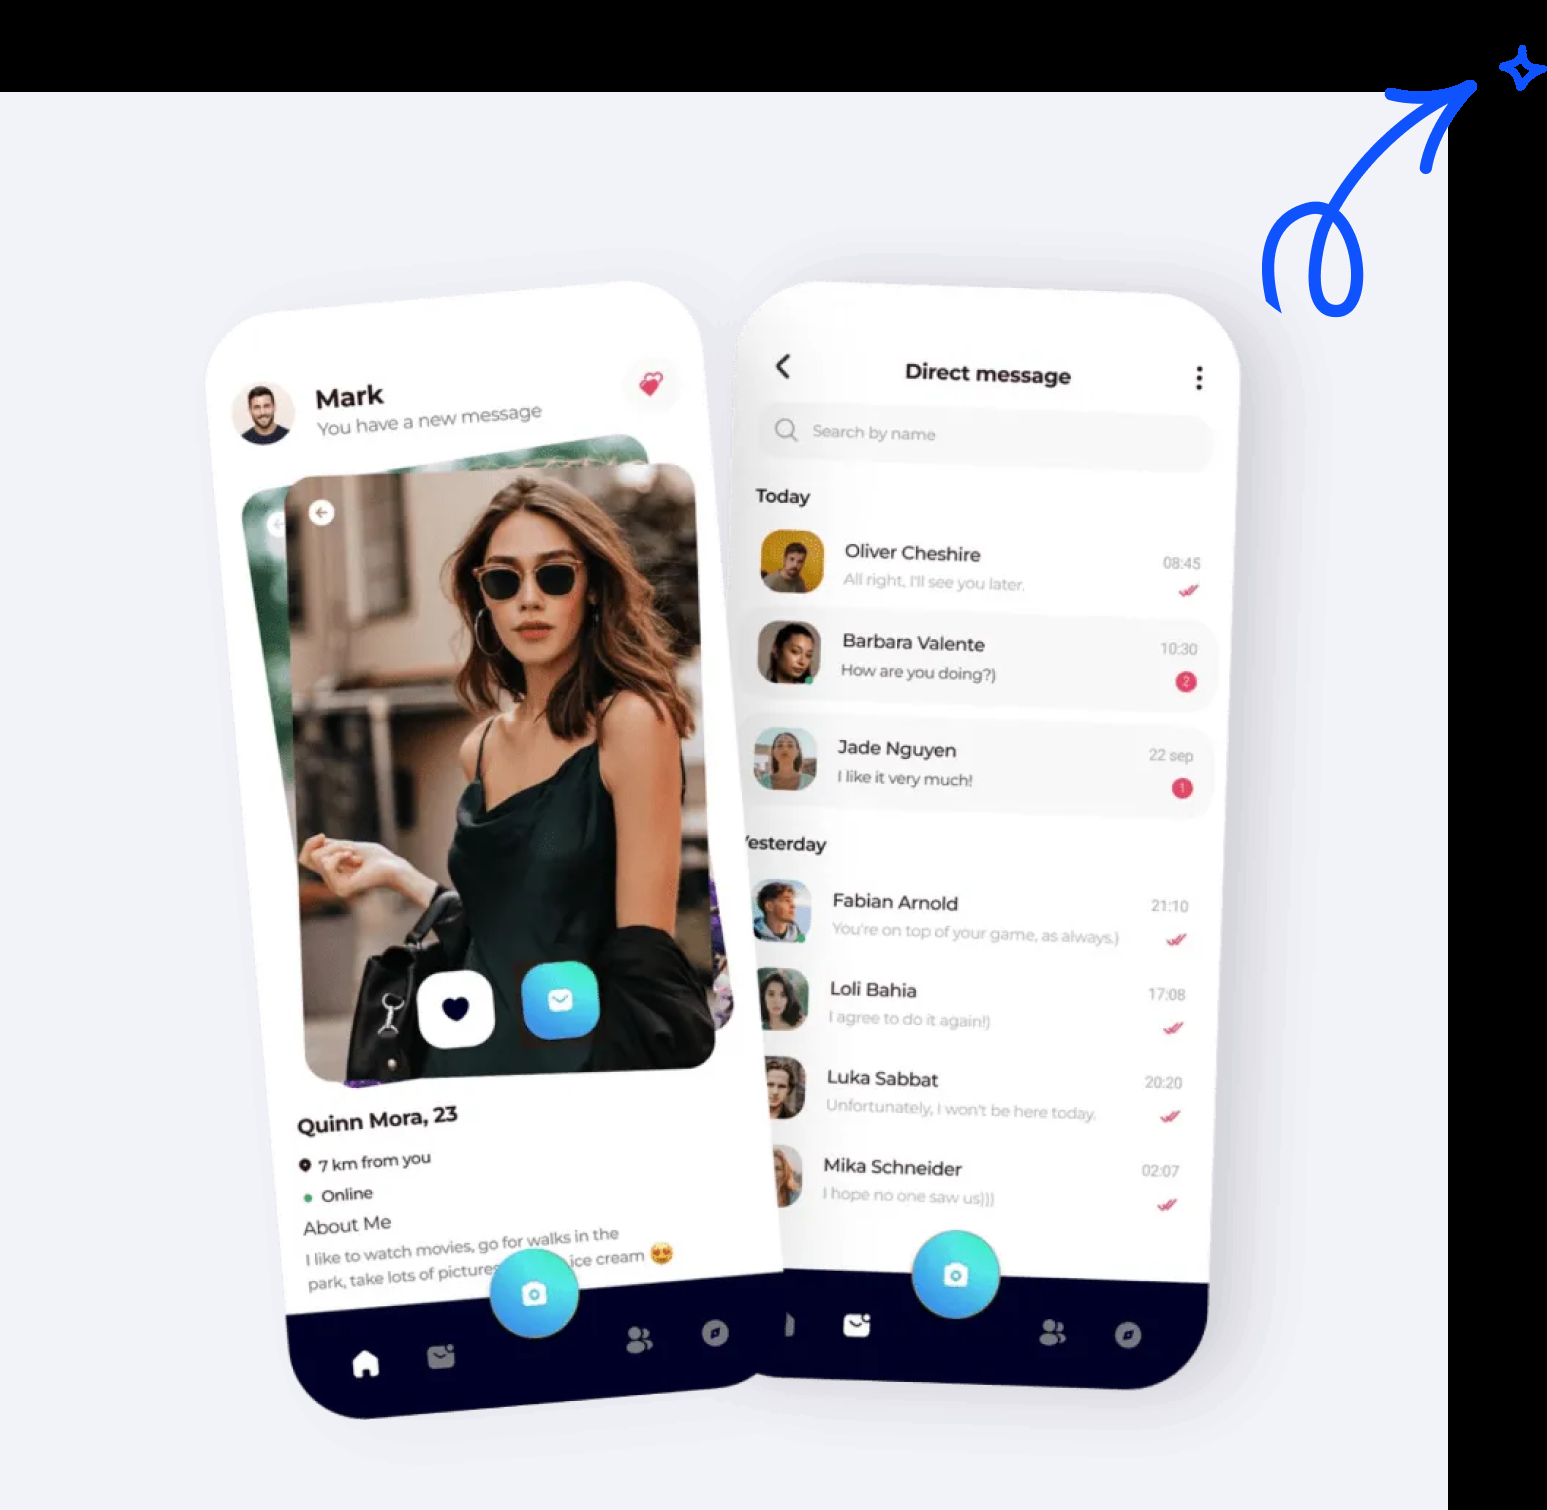 Mark
You have a new message
Quinn Mora, 23
7 km from you
Online
About Me
I like to watch movies, go for walks in the
park, take lots of pictures ice cream 😍
Direct message
Search by name
Today
Oliver Cheshire
08:45
All right, I'll see you later.
Barbara Valente
10:30
How are you doing?)
2
Jade Nguyen
22 sep
I like it very much!
1
Yesterday
Fabian Arnold
21:10
You're on top of your game, as always.)
Loli Bahia
17:08
I agree to do it again!)
Luka Sabbat
20:20
Unfortunately, I won't be here today.
Mika Schneider
02:07
I hope no one saw us)))